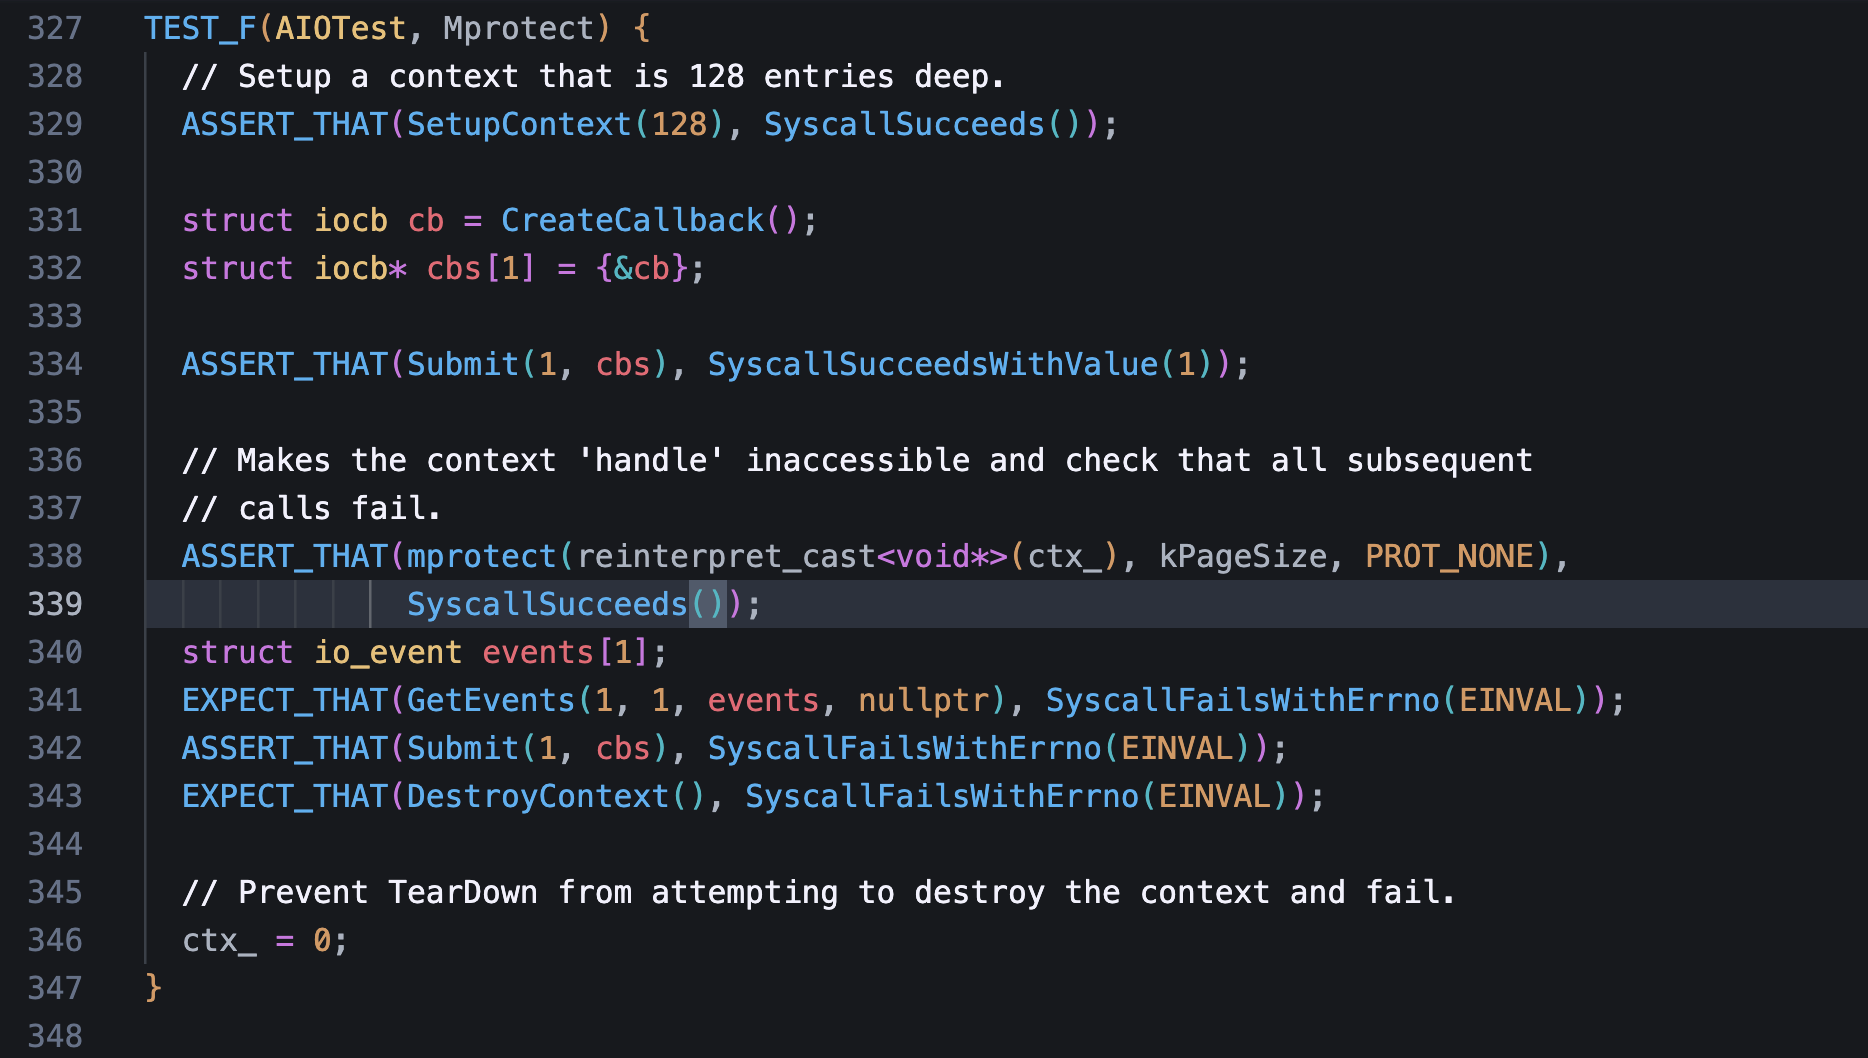 327 TEST_F(AIOTest, Mprotect) {
328 // Setup a context that is 128 entries deep.
329 ASSERT_THAT(SetupContext(128), SyscallSucceeds());
330
331 struct iocb cb = CreateCallback();
332 struct iocb* cbs[1] = {&cb};
333
334 ASSERT_THAT(Submit(1, cbs), SyscallSucceedsWithValue(1));
335
336 // Makes the context 'handle' inaccessible and check that all subsequent
337 // calls fail.
338 ASSERT_THAT(mprotect(reinterpret_cast<void*>(ctx_), kPageSize, PROT_NONE),
339 SyscallSucceeds());
340 struct io_event events[1];
341 EXPECT_THAT(GetEvents(1, 1, events, nullptr), SyscallFailsWithErrno(EINVAL));
342 ASSERT_THAT(Submit(1, cbs), SyscallFailsWithErrno(EINVAL));
343 EXPECT_THAT(DestroyContext(), SyscallFailsWithErrno(EINVAL));
344
345 // Prevent TearDown from attempting to destroy the context and fail.
346 ctx_ = 0;
347 }
348